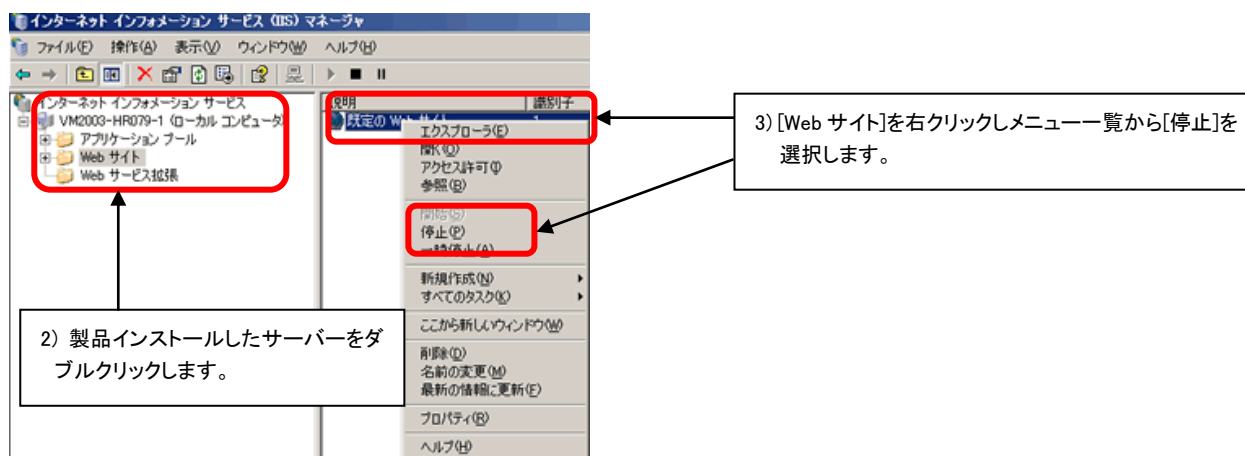 インターネット インフォメーション サービス (IIS) マネージャ
ファイル(F) 操作(A) 表示(V) ウィンドウ(W) ヘルプ(H)
インターネット インフォメーション サービス
VM2003-HR079-1 (ローカル コンピュータ)
アプリケーション プール
Web サイト
Web サービス拡張
説明 識別子
既定の Web サイト 1
エクスプローラ(E)
開く(O)
アクセス許可(I)
参照(B)
開始(S)
停止(P)
一時停止(A)
新規作成(N)
すべてのタスク(K)
ここから新しいウィンドウ(W)
削除(D)
名前の変更(M)
最新の情報に更新(F)
プロパティ(R)
ヘルプ(H)
2) 製品インストールしたサーバーをダ
ブルクリックします。
3)[Web サイト]を右クリックしメニュー一覧から[停止]を
選択します。